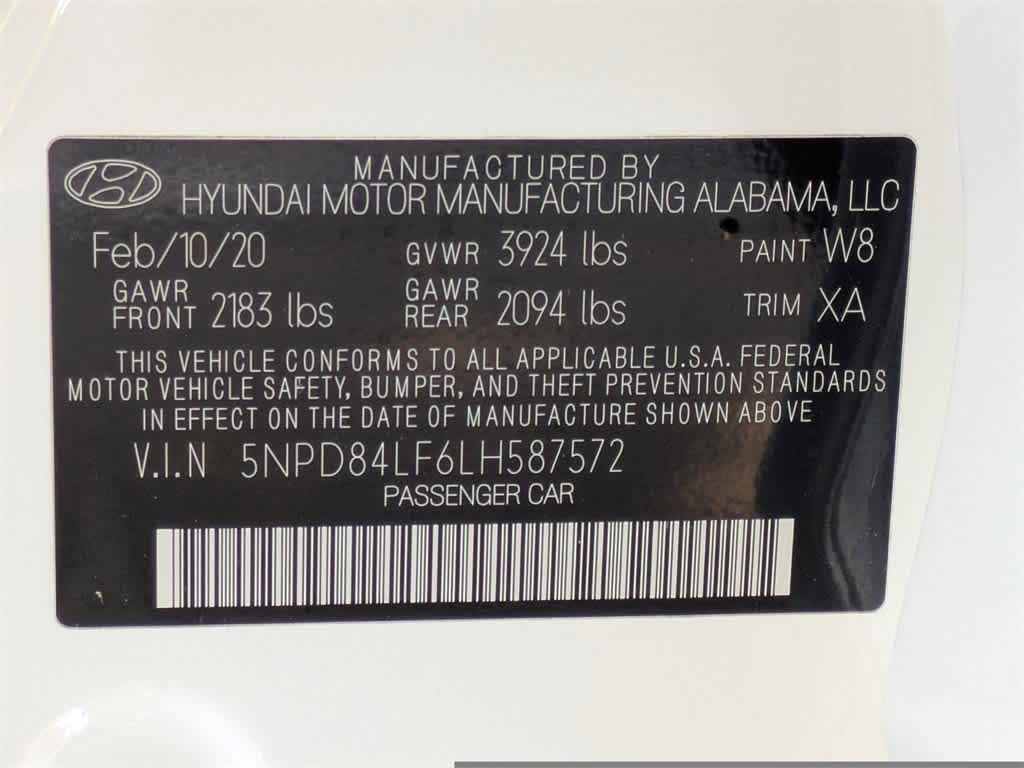 MANUFACTURED BY
HYUNDAI MOTOR MANUFACTURING ALABAMA, LLC
Feb/10/20 GVWR 3924 lbs PAINT W8
GAWR FRONT 2183 lbs GAWR REAR 2094 lbs TRIM XA
THIS VEHICLE CONFORMS TO ALL APPLICABLE U.S.A. FEDERAL
MOTOR VEHICLE SAFETY, BUMPER, AND THEFT PREVENTION STANDARDS
IN EFFECT ON THE DATE OF MANUFACTURE SHOWN ABOVE
V.I.N 5NPD84LF6LH587572
PASSENGER CAR